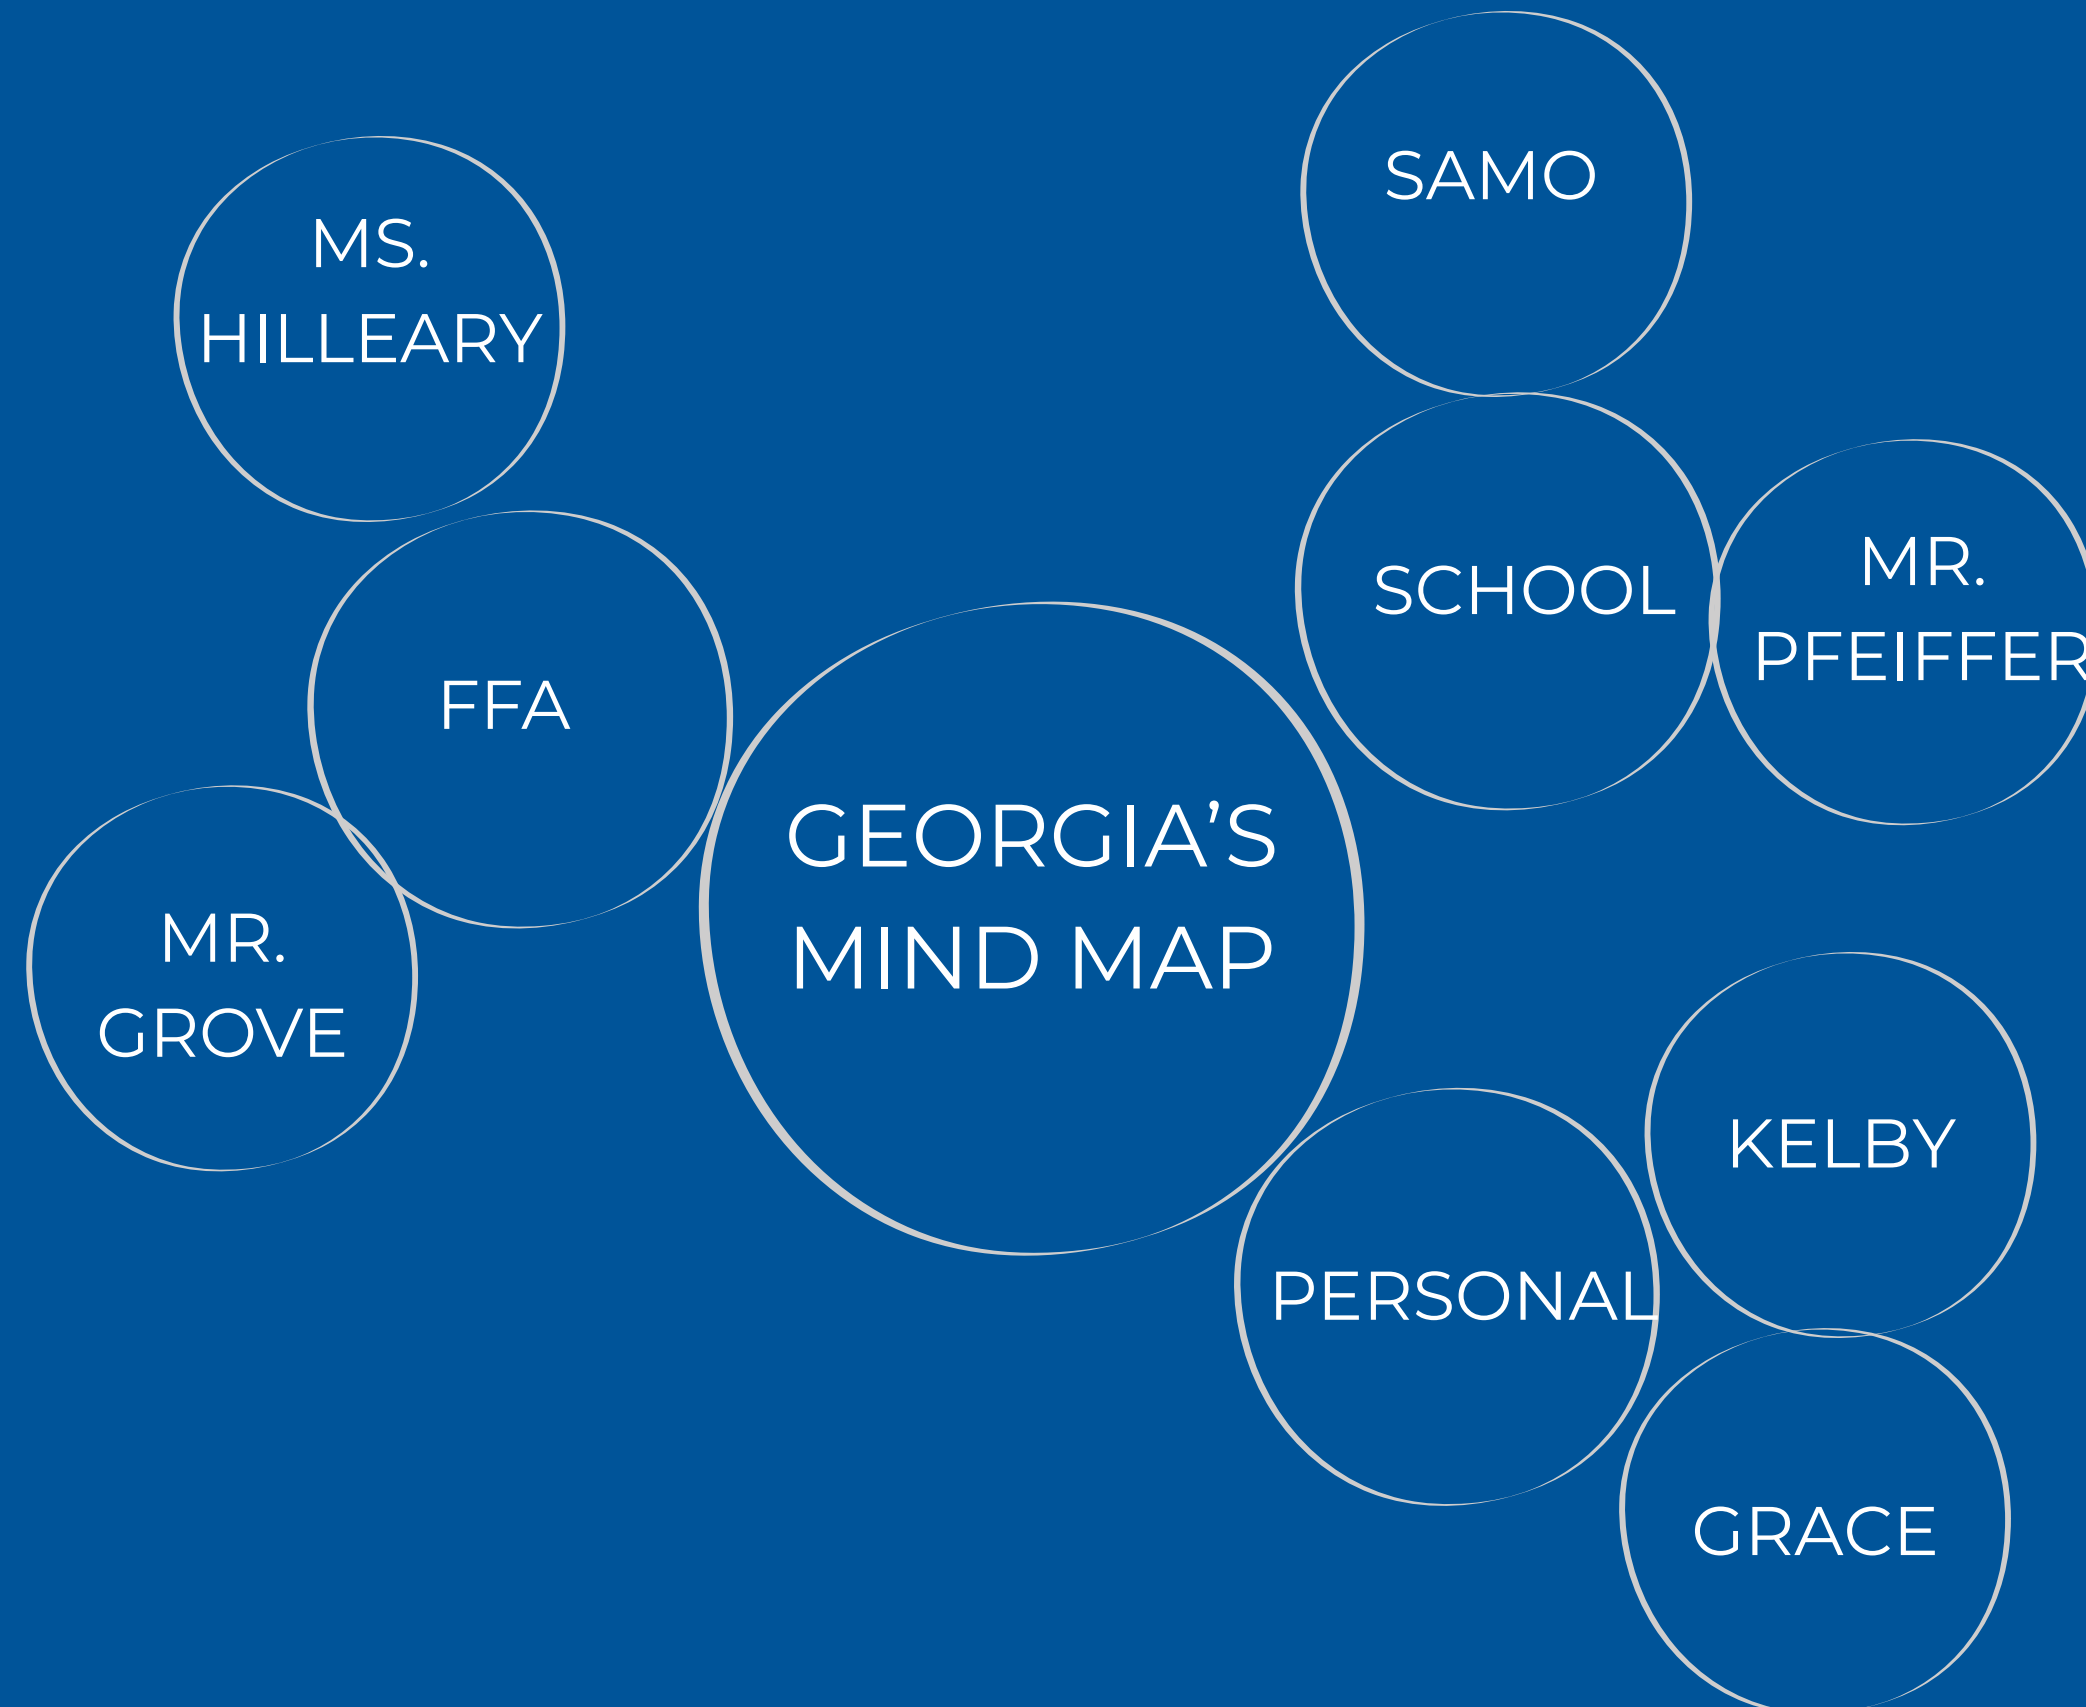 SAMO
MS.
HILLEARY
SCHOOL
MR.
PFEIFFER
FFA
GEORGIA’S
MIND MAP
MR.
GROVE
KELBY
PERSONAL
GRACE